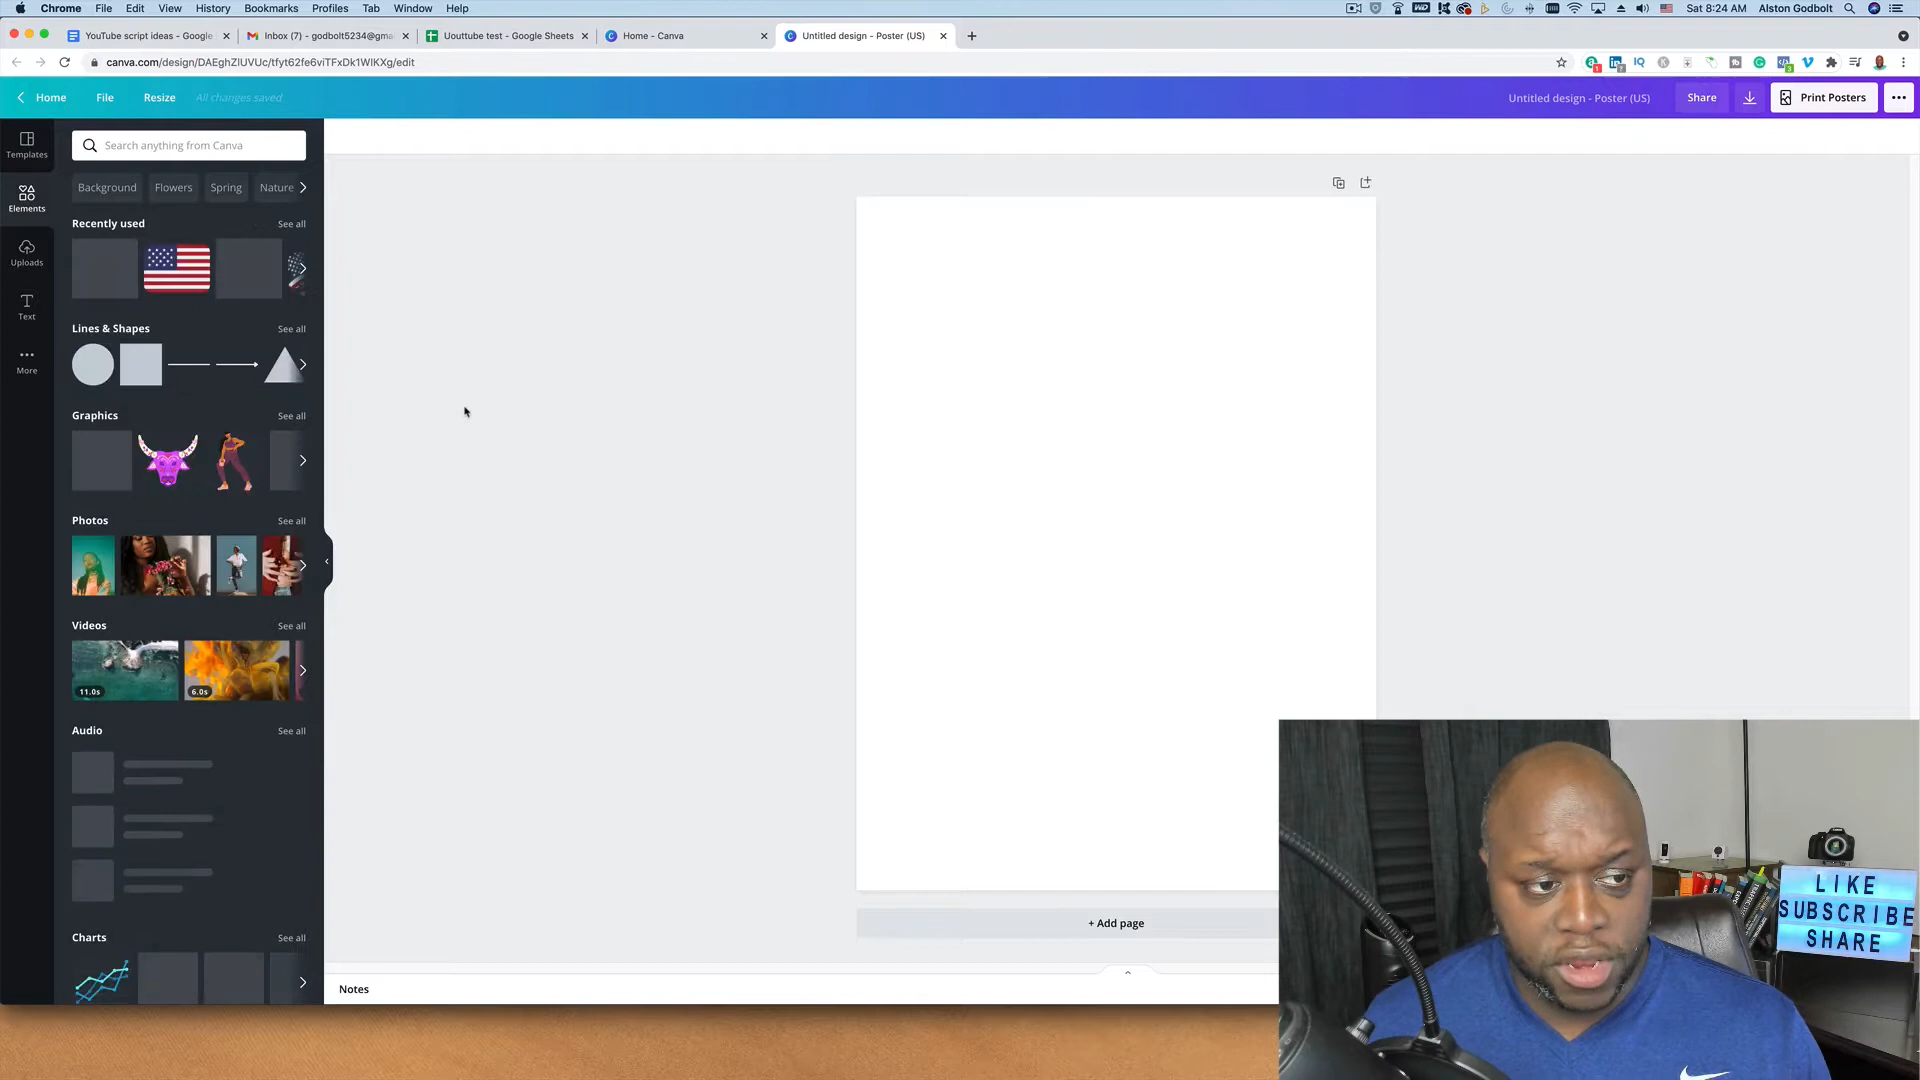 Chrome File Edit View History Bookmarks Profiles Tab Window Help
Sat 8:24 AM Alston Godbolt
YouTube script ideas - Google
Inbox (7) - godbolt5234@gma
Uouttube test - Google Sheets
Home - Canva
Untitled design - Poster (US)
canva.com/design/DAEghZlUVUc/tfyt62fe6viTFxDk1WIKXg/edit
Home File Resize All changes saved
Untitled design - Poster (US) Share Print Posters
Templates
Elements
Uploads
Text
More
Search anything from Canva
Background Flowers Spring Nature
Recently used See all
Lines & Shapes See all
Graphics See all
Photos See all
Videos See all
11.0s 6.0s
Audio See all
Charts See all
+ Add page
Notes
LIKE
SUBSCRIBE
SHARE